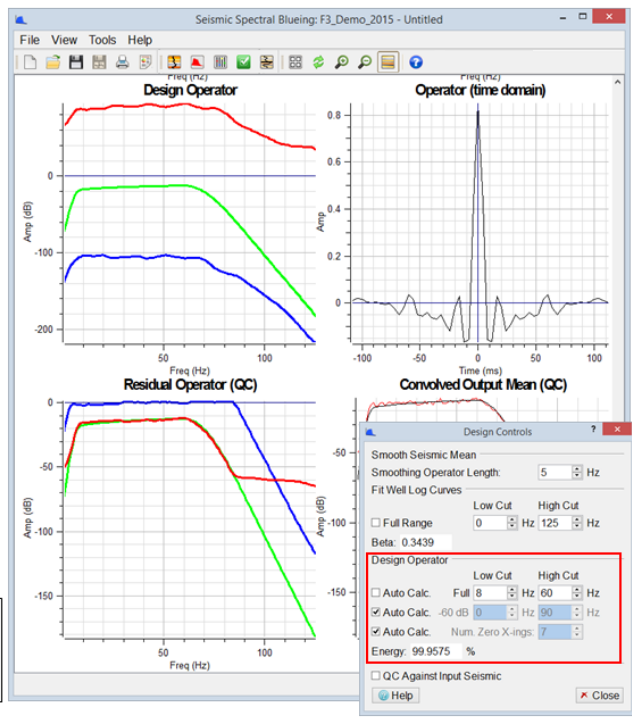 Seismic Spectral Blueing: F3_Demo_2015 - Untitled
File View Tools Help
Freq (Hz)
Freq (Hz)
Design Operator
Operator (time domain)
Amp (dB)
0
-100
-200
50
100
Freq (Hz)
Amp
0.8
0.6
0.4
0.2
0
-100
-50
0
50
100
Time (ms)
Residual Operator (QC)
Convolved Output Mean (QC)
Amp (dB)
0
-50
-100
-150
50
100
Freq (Hz)
Amp (dB)
-50
-100
-150
Design Controls
? ×
Smooth Seismic Mean
Smoothing Operator Length: 5 Hz
Fit Well Log Curves
Low Cut High Cut
Full Range 0 Hz 125 Hz
Beta: 0.3439
Design Operator
Low Cut High Cut
Auto Calc. Full 8 Hz 60 Hz
Auto Calc. -60 dB 0 Hz 90 Hz
Auto Calc. Num. Zero X-ings: 7
Energy: 99.9575 %
QC Against Input Seismic
Help
Close